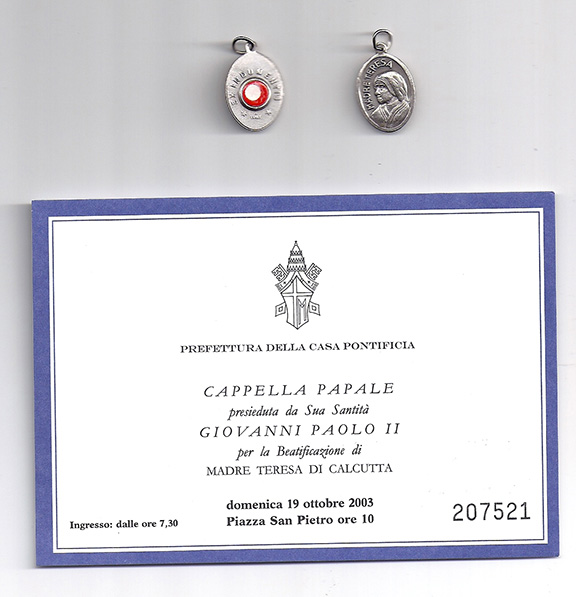 EX INDUMENTIS
MADRE TERESA
PREFETTURA DELLA CASA PONTIFICIA
CAPPELLA PAPALE
presieduta da Sua Santità
GIOVANNI PAOLO II
per la Beatificazione di
MADRE TERESA DI CALCUTTA
domenica 19 ottobre 2003
Ingresso: dalle ore 7,30
Piazza San Pietro ore 10
207521